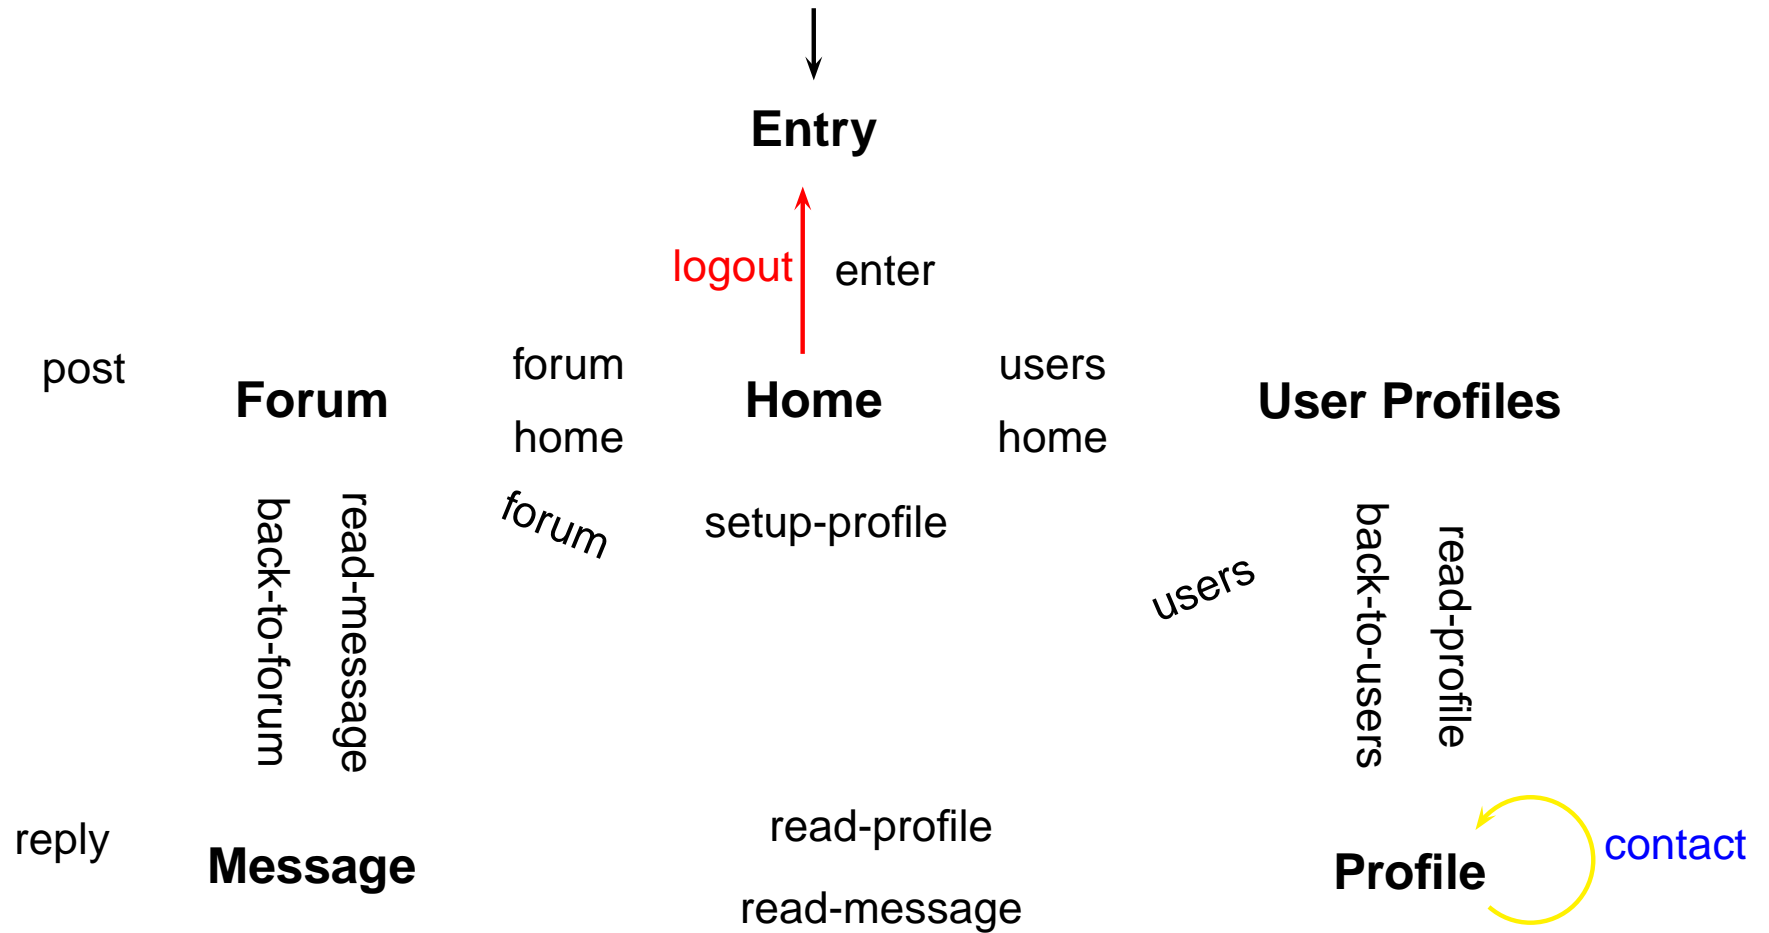 Entry
logout
enter
post
forum
users
Forum
Home
User Profiles
home
home
forum
setup-profile
users
back-to-forum
read-message
back-to-users
read-profile
reply
read-profile
contact
Message
Profile
read-message